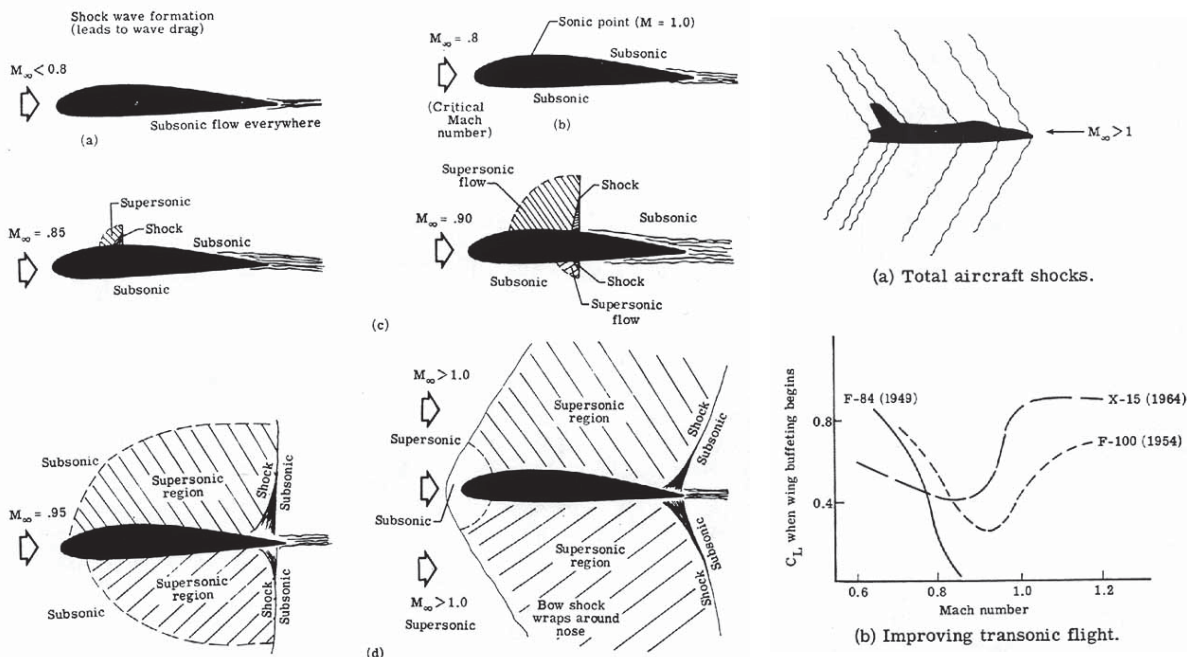 Shock wave formation
(leads to wave drag)
M∞ < 0.8
Subsonic flow everywhere
(a)
M∞ = .8
Sonic point (M = 1.0)
Subsonic
Subsonic
(Critical
Mach
number)
(b)
M∞ = .85
Supersonic
Shock
Subsonic
Subsonic
M∞ = .90
Supersonic
flow
Shock
Subsonic
Subsonic
Shock
Supersonic
flow
(c)
M∞ = .95
Subsonic
Supersonic
region
Shock
Subsonic
Subsonic
Supersonic
region
Shock
Subsonic
M∞ > 1.0
Supersonic
Supersonic
region
Shock
Subsonic
Subsonic
Supersonic
region
Subsonic
Shock
M∞ > 1.0
Supersonic
Bow shock
wraps around
nose
(d)
M∞ > 1
(a) Total aircraft shocks.
C_L when wing buffeting begins
F-84 (1949)
X-15 (1964)
F-100 (1954)
0.8
0.4
0.6
0.8
1.0
1.2
Mach number
(b) Improving transonic flight.